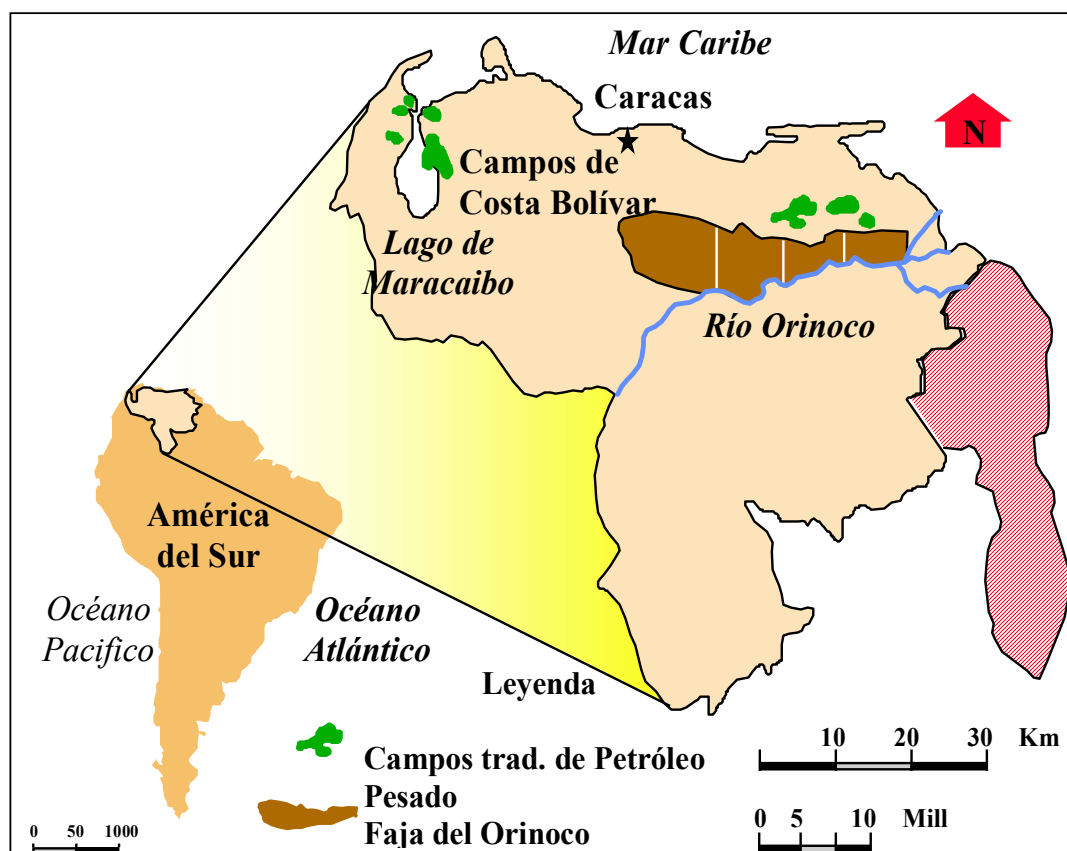 Mar Caribe
Caracas
N
Campos de
Costa Bolívar
Lago de
Maracaibo
Río Orinoco
América
del Sur
Océano
Pacifico
Océano
Atlántico
Leyenda
Campos trad. de Petróleo
Pesado
Faja del Orinoco
10 20 30 Km
0 5 10 Mill
0 50 1000